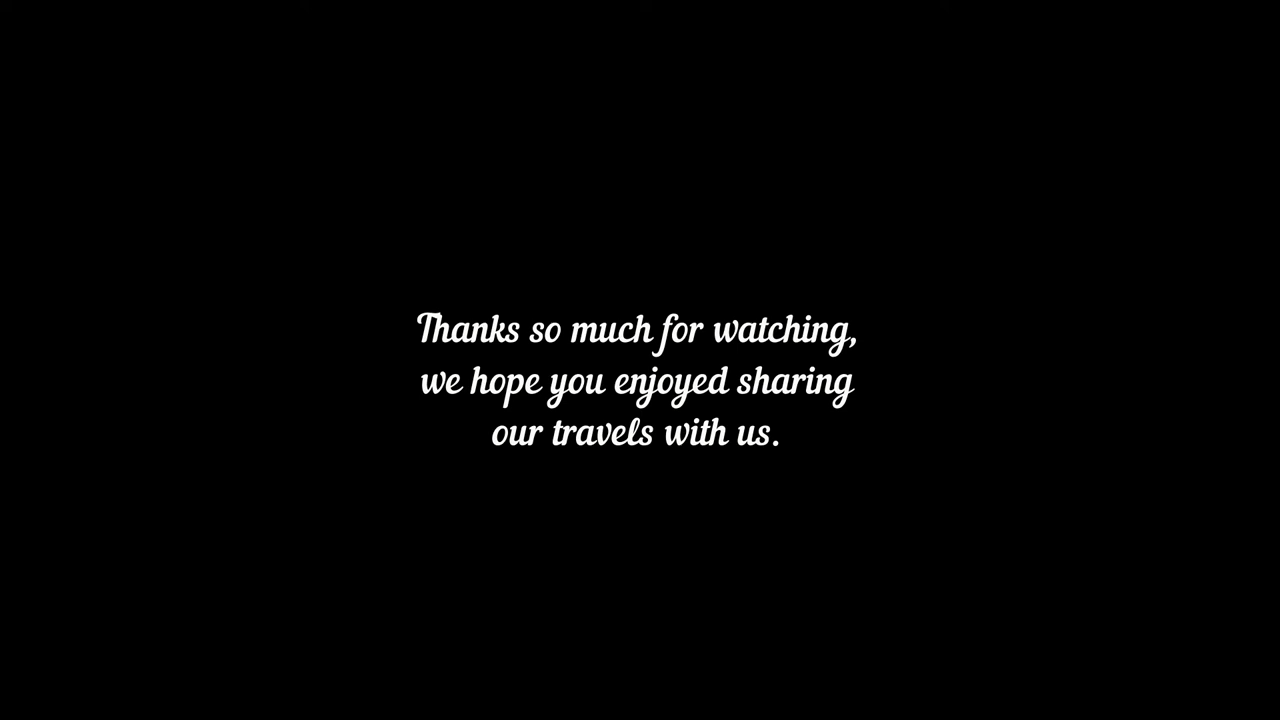 Thanks so much for watching,
we hope you enjoyed sharing
our travels with us.